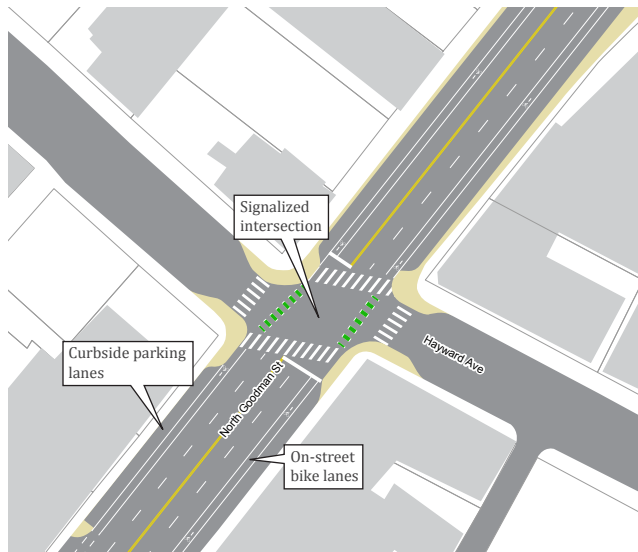 Signalized
intersection
Hayward Ave
Curbside parking
lanes
North Goodman St
On-street
bike lanes